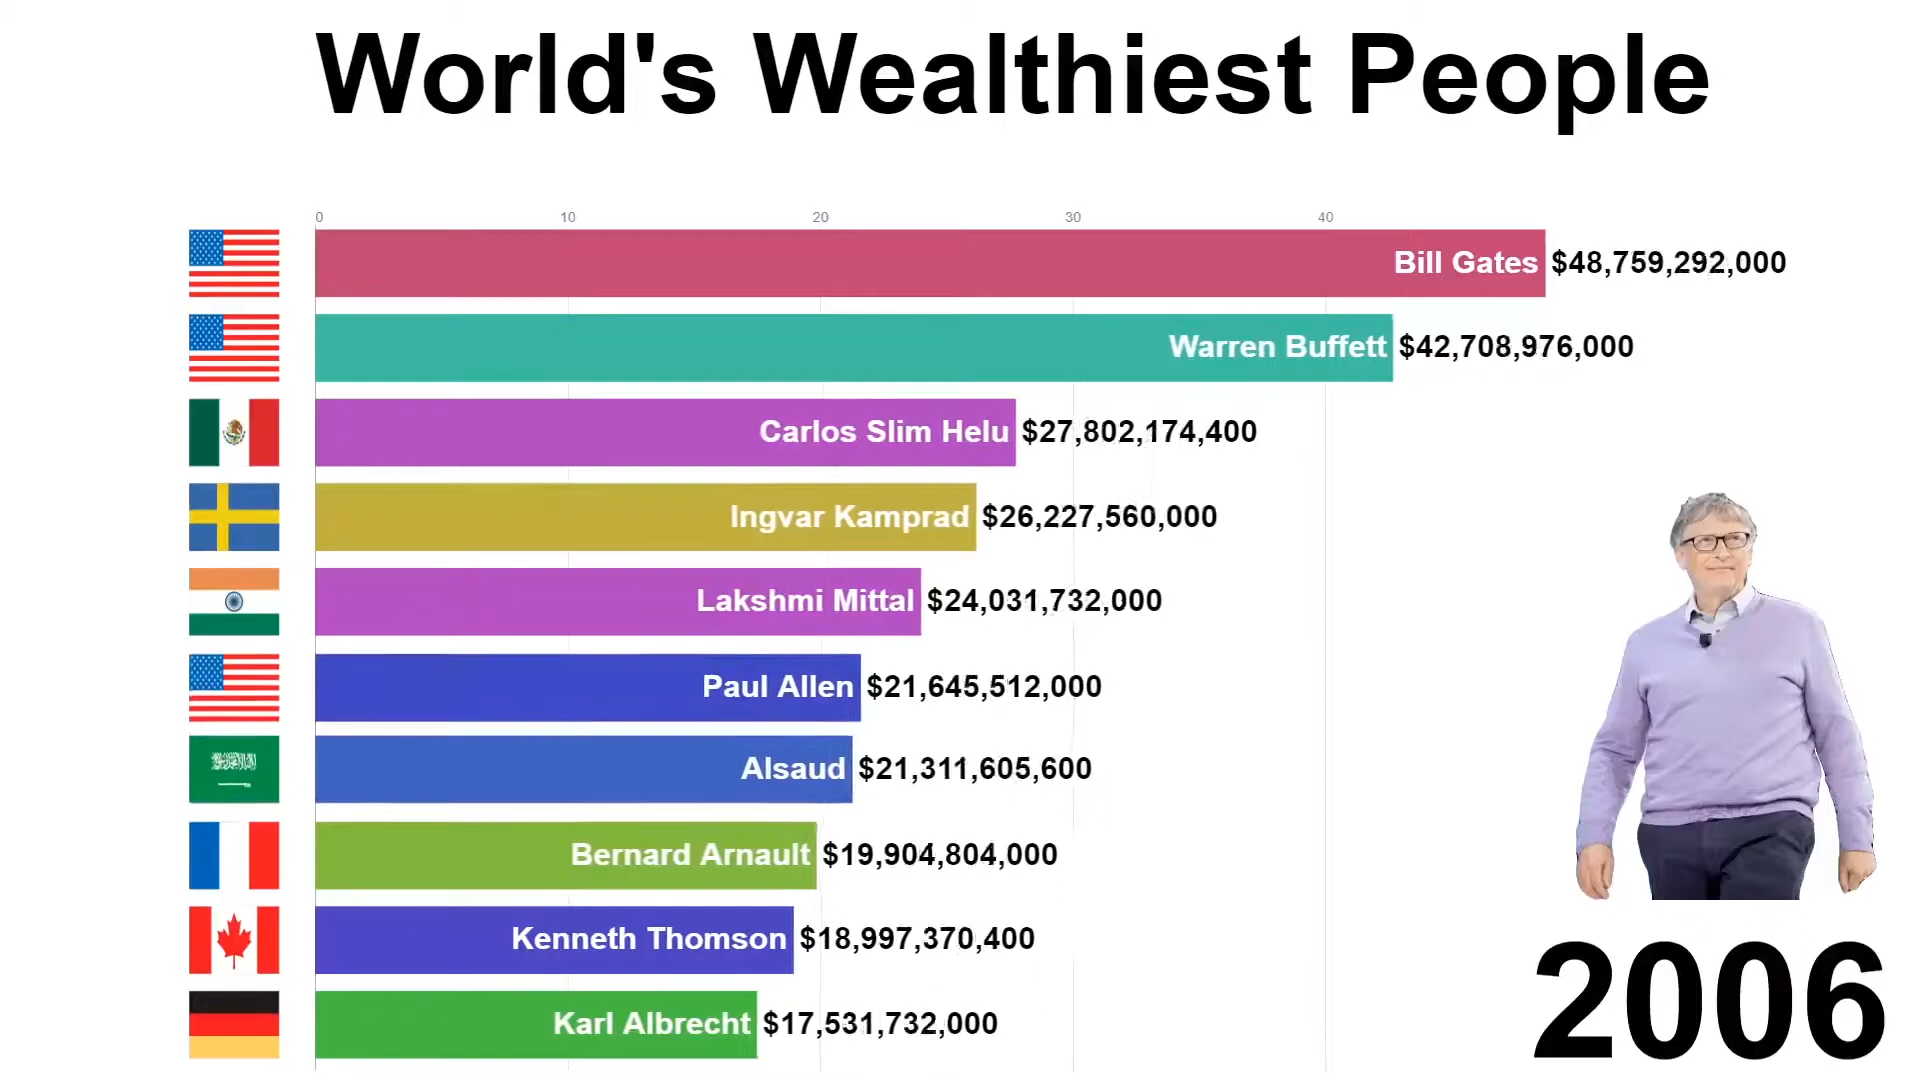 World's Wealthiest People
0 10 20 30 40
Bill Gates $48,759,292,000
Warren Buffett $42,708,976,000
Carlos Slim Helu $27,802,174,400
Ingvar Kamprad $26,227,560,000
Lakshmi Mittal $24,031,732,000
Paul Allen $21,645,512,000
Alsaud $21,311,605,600
Bernard Arnault $19,904,804,000
Kenneth Thomson $18,997,370,400
Karl Albrecht $17,531,732,000
2006